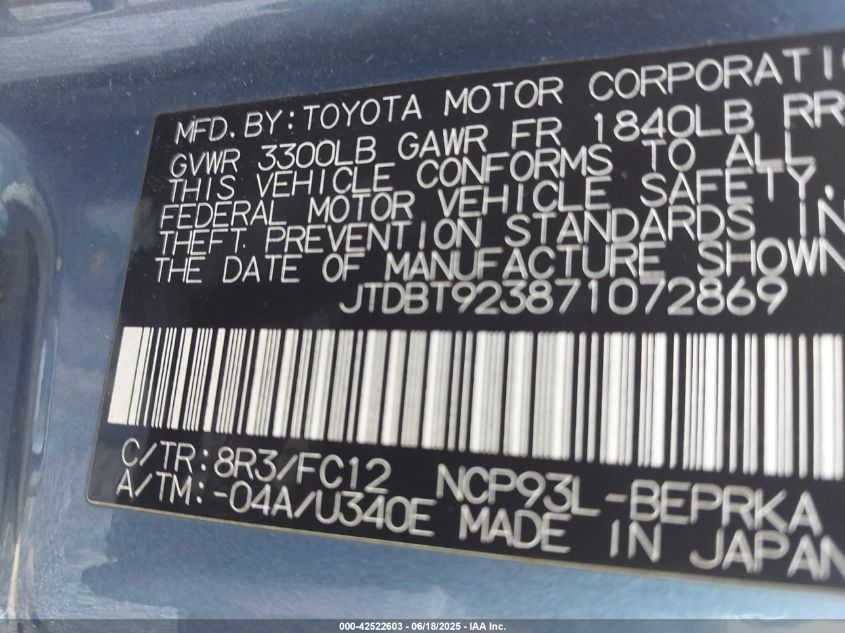 MFD. BY: TOYOTA MOTOR CORPORATI
GVWR 3300LB GAWR FR 1840LB RR
THIS VEHICLE CONFORMS TO ALL
FEDERAL MOTOR VEHICLE SAFETY,
THEFT PREVENTION STANDARDS IN
THE DATE OF MANUFACTURE SHOWN
JTDBT923871072869
C/TR: 8R3/FC12 NCP93L-BEPRKA
A/TM: -04A/U340E MADE IN JAPAN
000-42522603 - 06/18/2025 - IAA Inc.